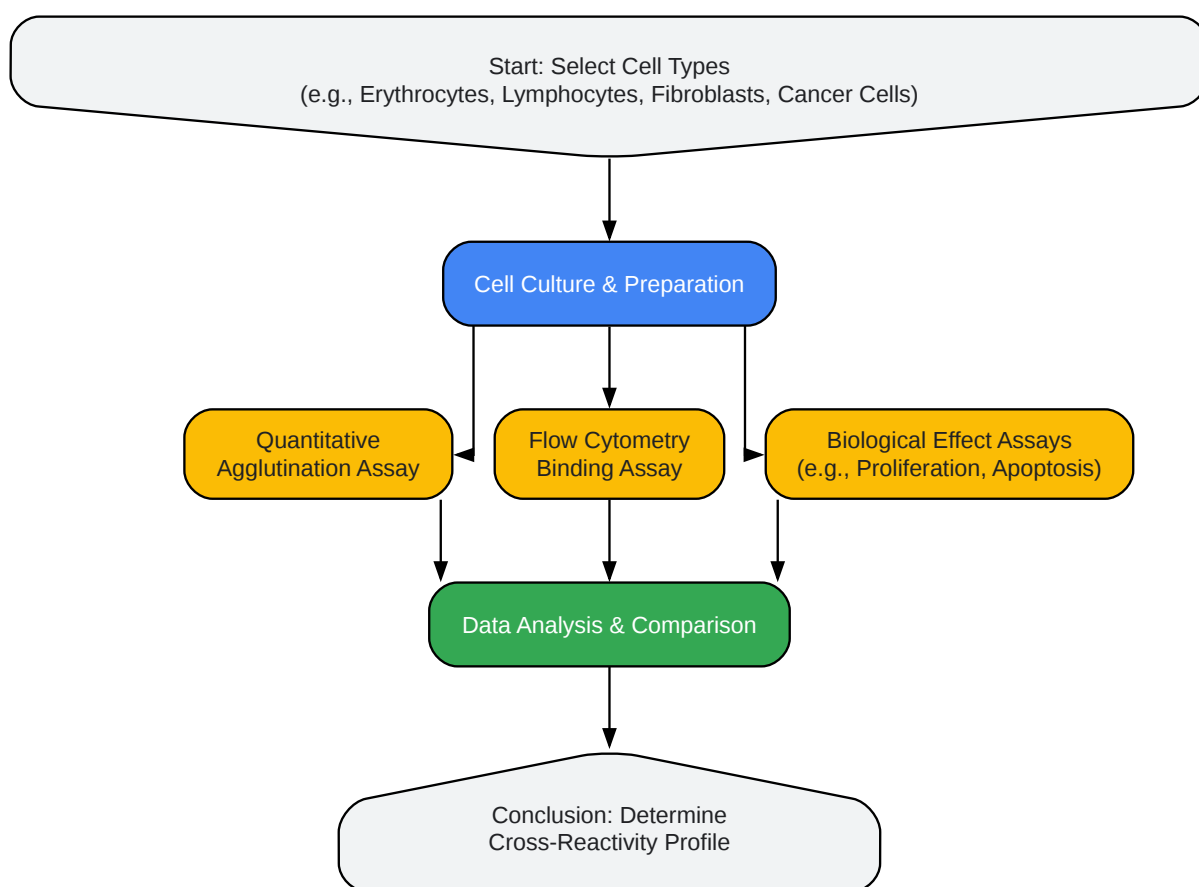 Start: Select Cell Types
(e.g., Erythrocytes, Lymphocytes, Fibroblasts, Cancer Cells)
Cell Culture & Preparation
Quantitative
Agglutination Assay
Flow Cytometry
Binding Assay
Biological Effect Assays
(e.g., Proliferation, Apoptosis)
Data Analysis & Comparison
Conclusion: Determine
Cross-Reactivity Profile